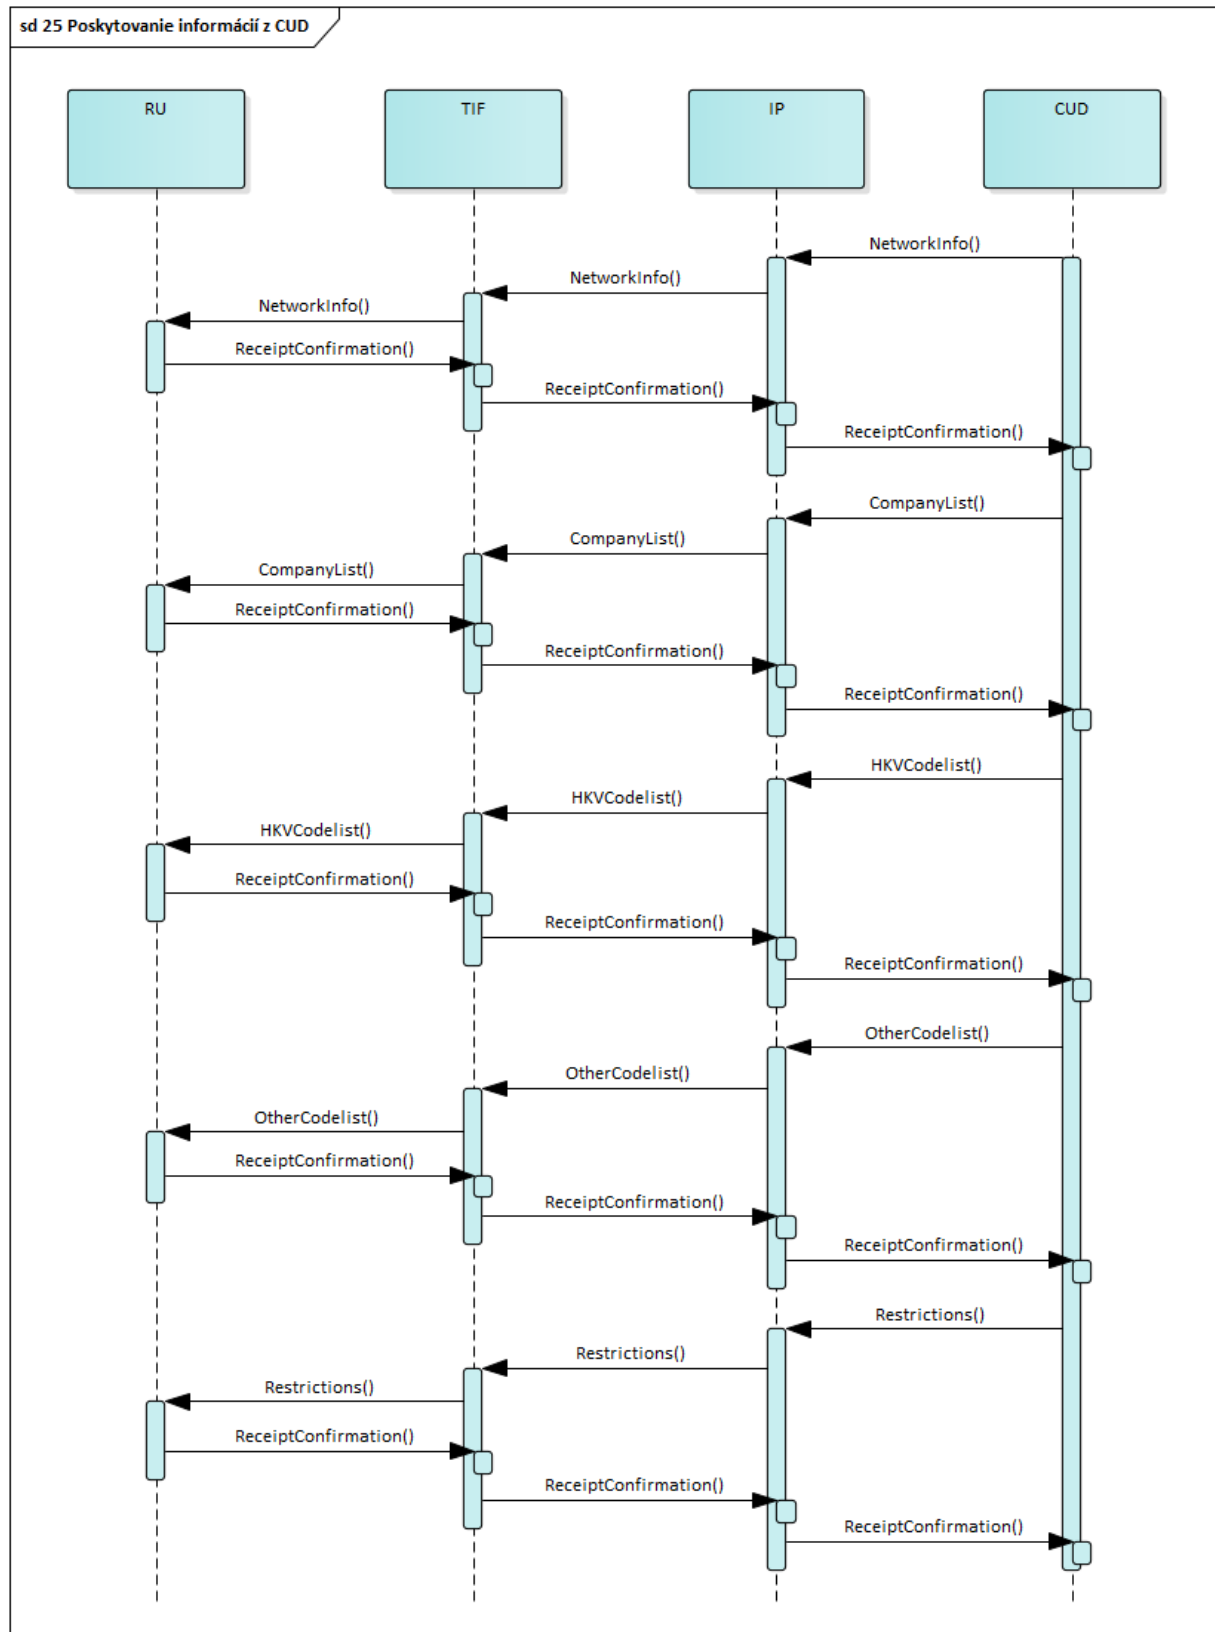 sd 25 Poskytovanie informácií z CUD
RU
TIF
IP
CUD
NetworkInfo()
NetworkInfo()
NetworkInfo()
ReceiptConfirmation()
ReceiptConfirmation()
ReceiptConfirmation()
CompanyList()
CompanyList()
CompanyList()
ReceiptConfirmation()
ReceiptConfirmation()
ReceiptConfirmation()
HKVCodelist()
HKVCodelist()
HKVCodelist()
ReceiptConfirmation()
ReceiptConfirmation()
ReceiptConfirmation()
OtherCodelist()
OtherCodelist()
OtherCodelist()
ReceiptConfirmation()
ReceiptConfirmation()
ReceiptConfirmation()
Restrictions()
Restrictions()
Restrictions()
ReceiptConfirmation()
ReceiptConfirmation()
ReceiptConfirmation()